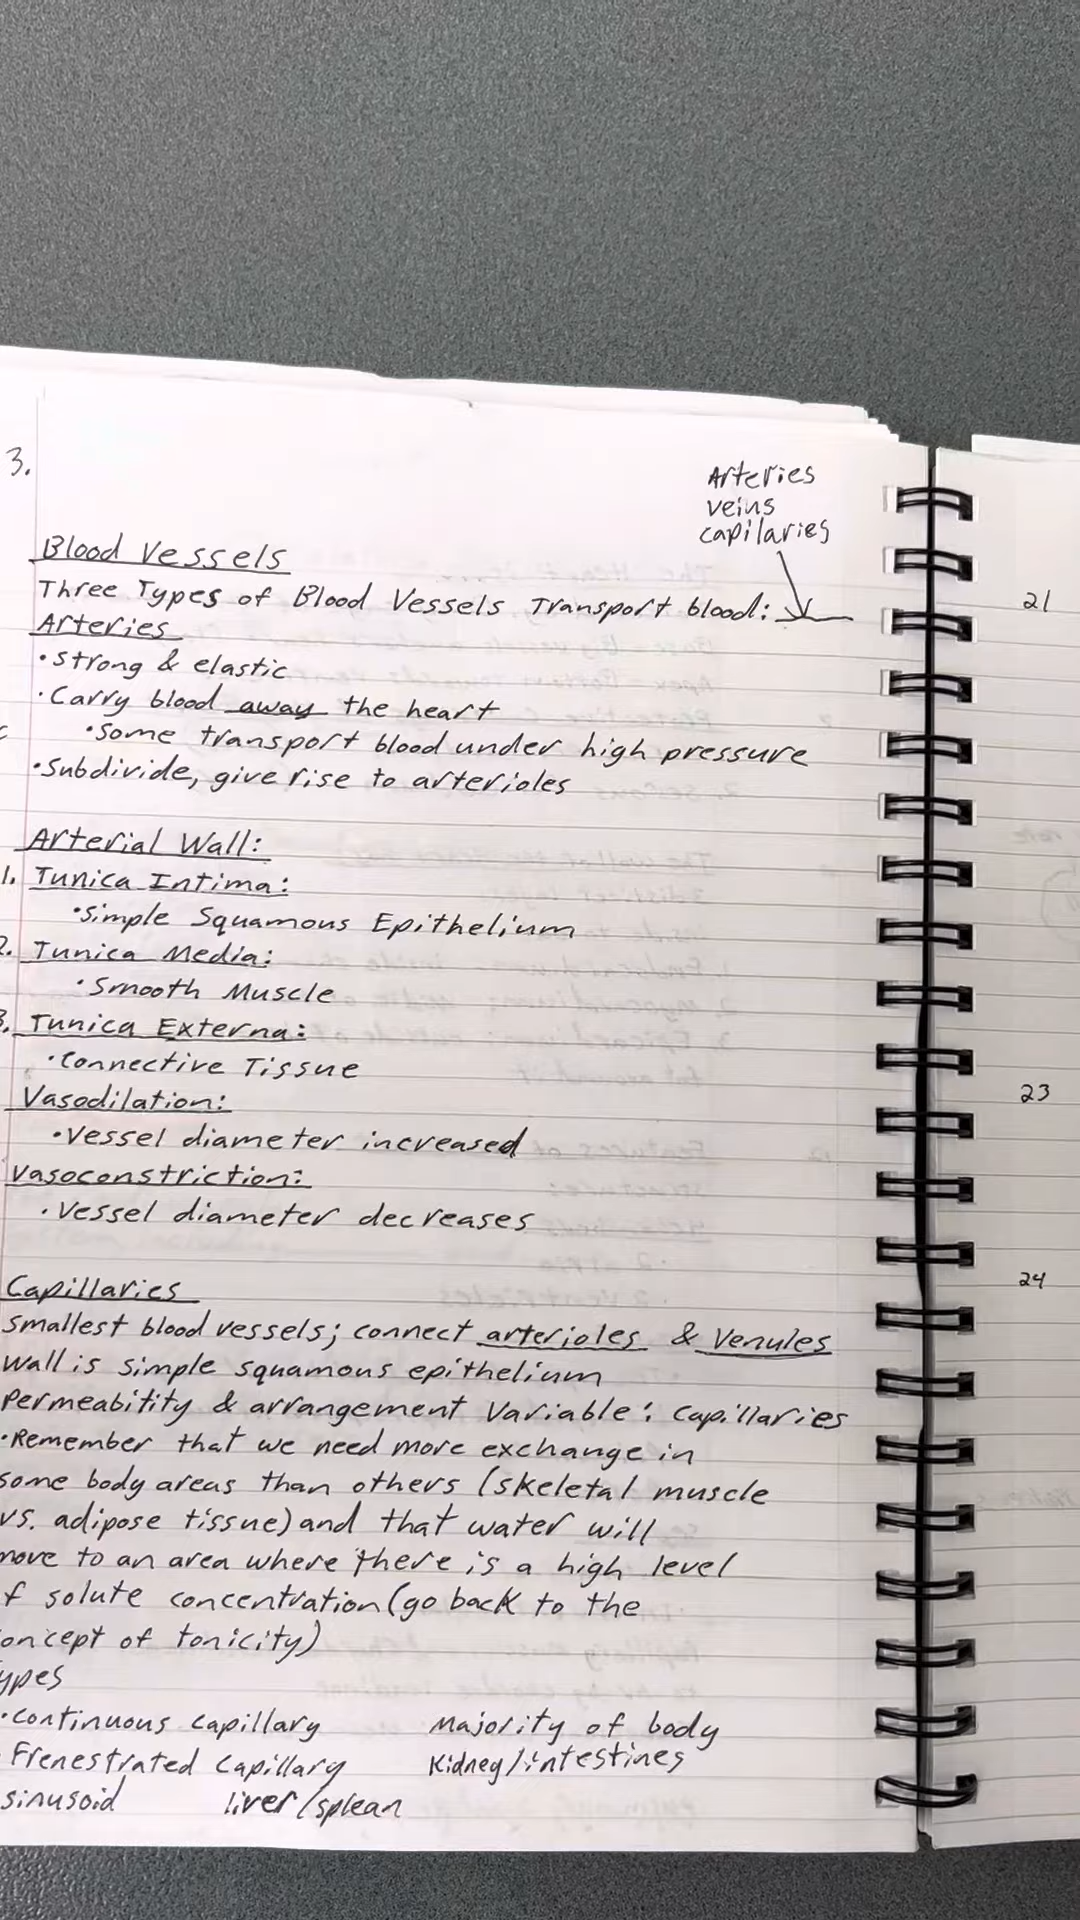 3.
Arteries
veins
capilaries
Blood Vessels
Three Types of Blood Vessels Transport blood:
Arteries
•Strong & elastic
•Carry blood away the heart
•some transport blood under high pressure
•Subdivide, give rise to arterioles
Arterial Wall:
1. Tunica Intima:
•Simple Squamous Epithelium
2. Tunica Media:
•Smooth Muscle
3. Tunica Externa:
•Connective Tissue
Vasodilation:
•Vessel diameter increased
Vasoconstriction:
•Vessel diameter decreases
Capillaries
smallest blood vessels; connect arterioles & Venules
Wall is simple squamous epithelium
Permeabitity & arrangement Variable: Capillaries
•Remember that we need more exchange in
some body areas than others (skeletal muscle
vs. adipose tissue) and that water will
move to an area where there is a high level
f solute concentration (go back to the
oncept of tonicity)
ypes
•continuous capillary Majority of body
Frenestrated Capillary Kidney/intestines
sinusoid liver/splean
21
23
24